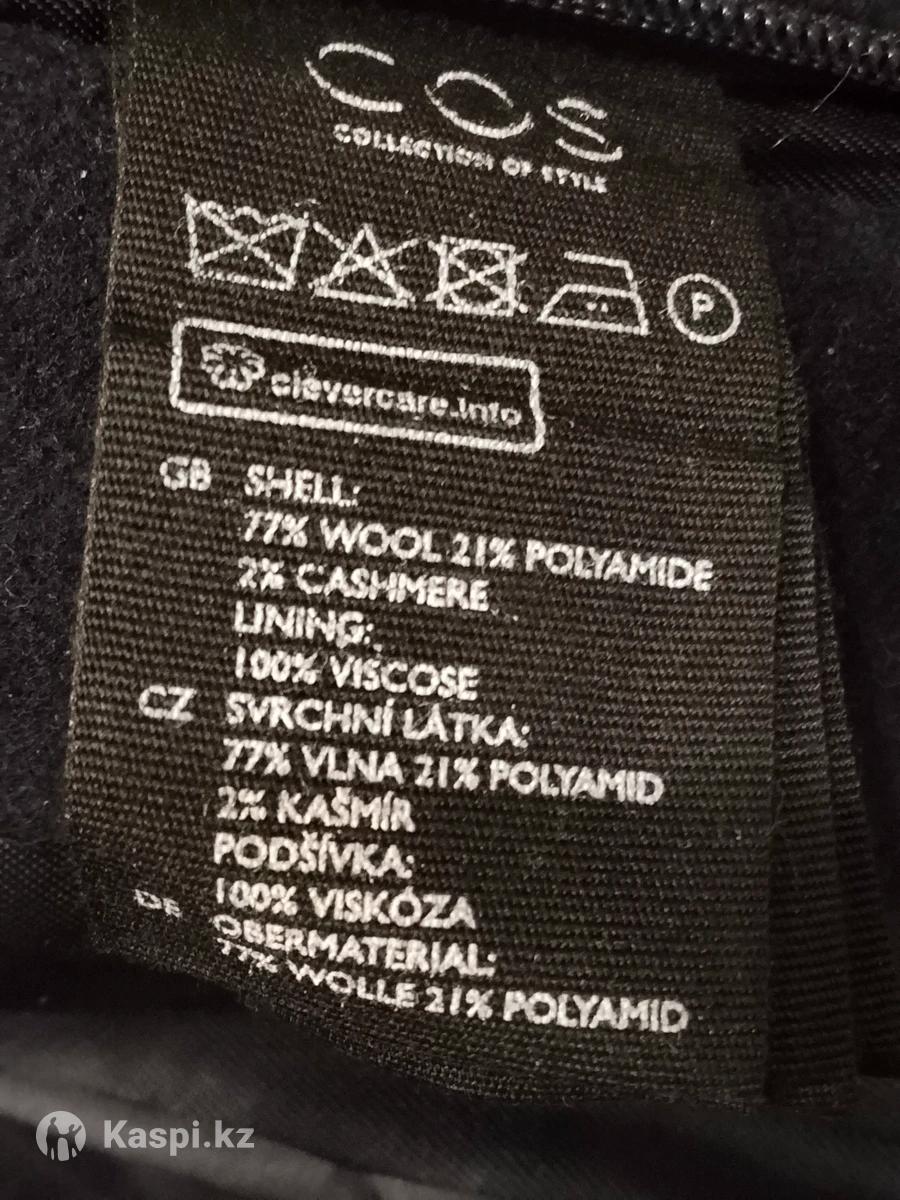 COS
COLLECTION OF STYLE
P
clevercare.info
GB SHELL:
77% WOOL 21% POLYAMIDE
2% CASHMERE
LINING:
100% VISCOSE
CZ SVRCHNÍ LÁTKA:
77% VLNA 21% POLYAMID
2% KAŠMÍR
PODŠÍVKA:
100% VISKÓZA
DE OBERMATERIAL:
77% WOLLE 21% POLYAMID
Kaspi.kz